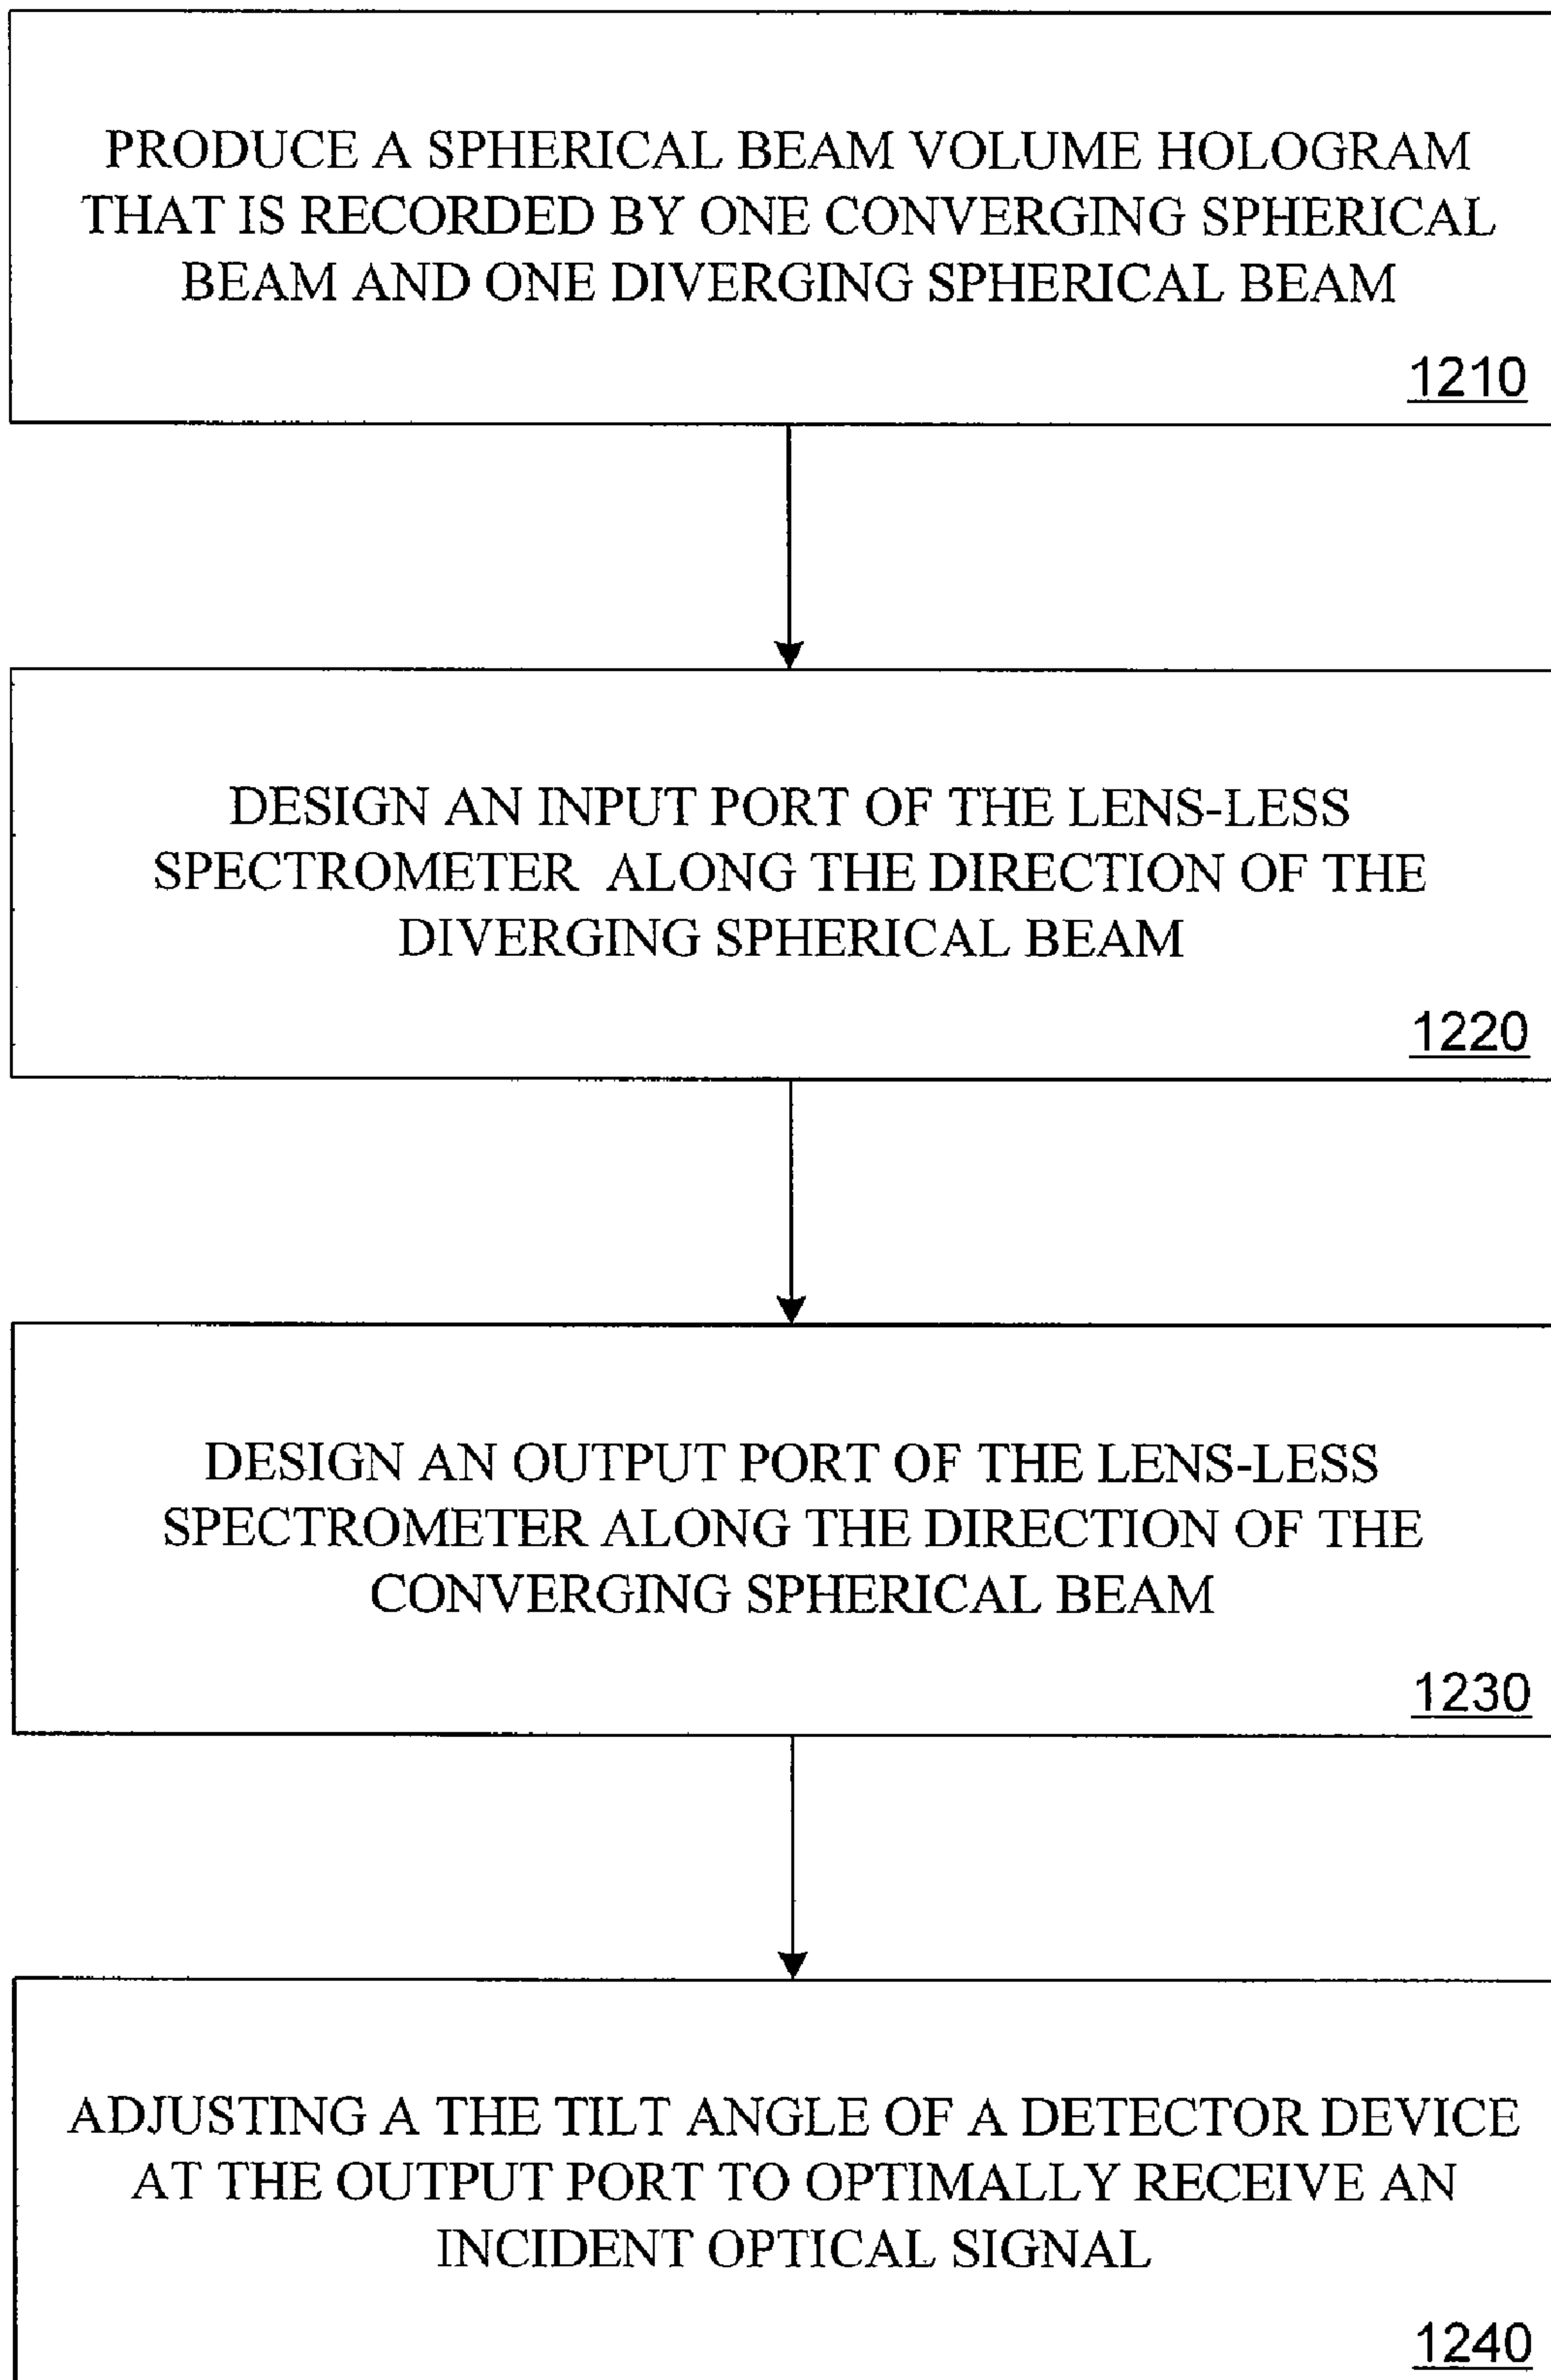 PRODUCE A SPHERICAL BEAM VOLUME HOLOGRAM
THAT IS RECORDED BY ONE CONVERGING SPHERICAL
BEAM AND ONE DIVERGING SPHERICAL BEAM
1210
DESIGN AN INPUT PORT OF THE LENS-LESS
SPECTROMETER ALONG THE DIRECTION OF THE
DIVERGING SPHERICAL BEAM
1220
DESIGN AN OUTPUT PORT OF THE LENS-LESS
SPECTROMETER ALONG THE DIRECTION OF THE
CONVERGING SPHERICAL BEAM
1230
ADJUSTING A THE TILT ANGLE OF A DETECTOR DEVICE
AT THE OUTPUT PORT TO OPTIMALLY RECEIVE AN
INCIDENT OPTICAL SIGNAL
1240